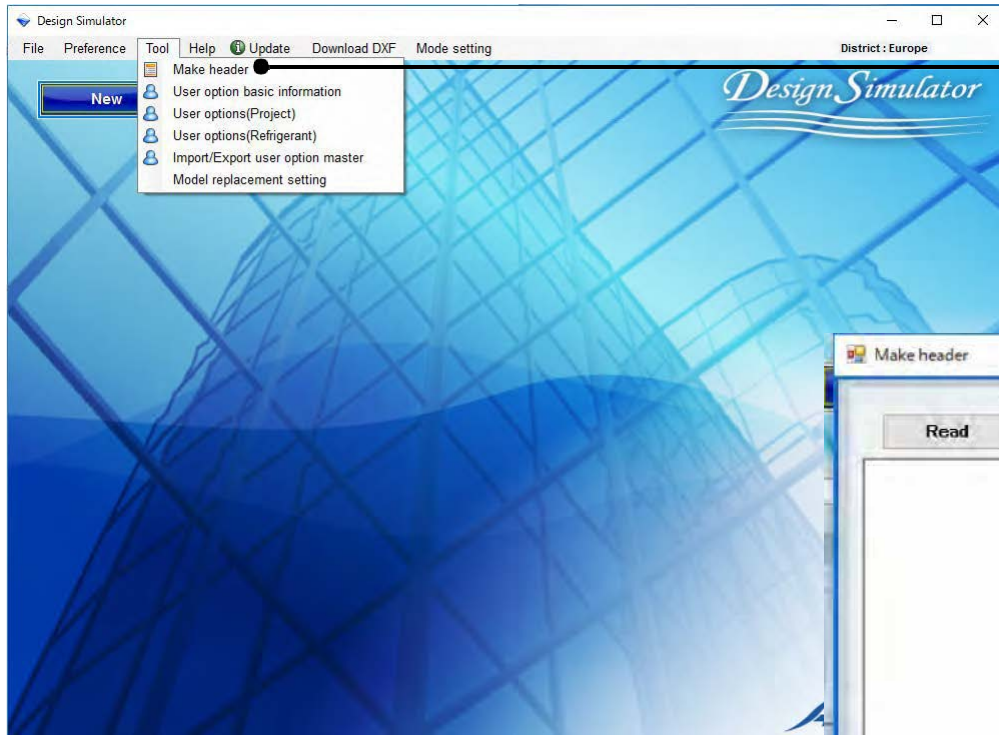 Design Simulator
File Preference Tool Help Update Download DXF Mode setting District : Europe
Make header
User option basic information
User options(Project)
User options(Refrigerant)
Import/Export user option master
Model replacement setting
New
Design Simulator
Make header
Read